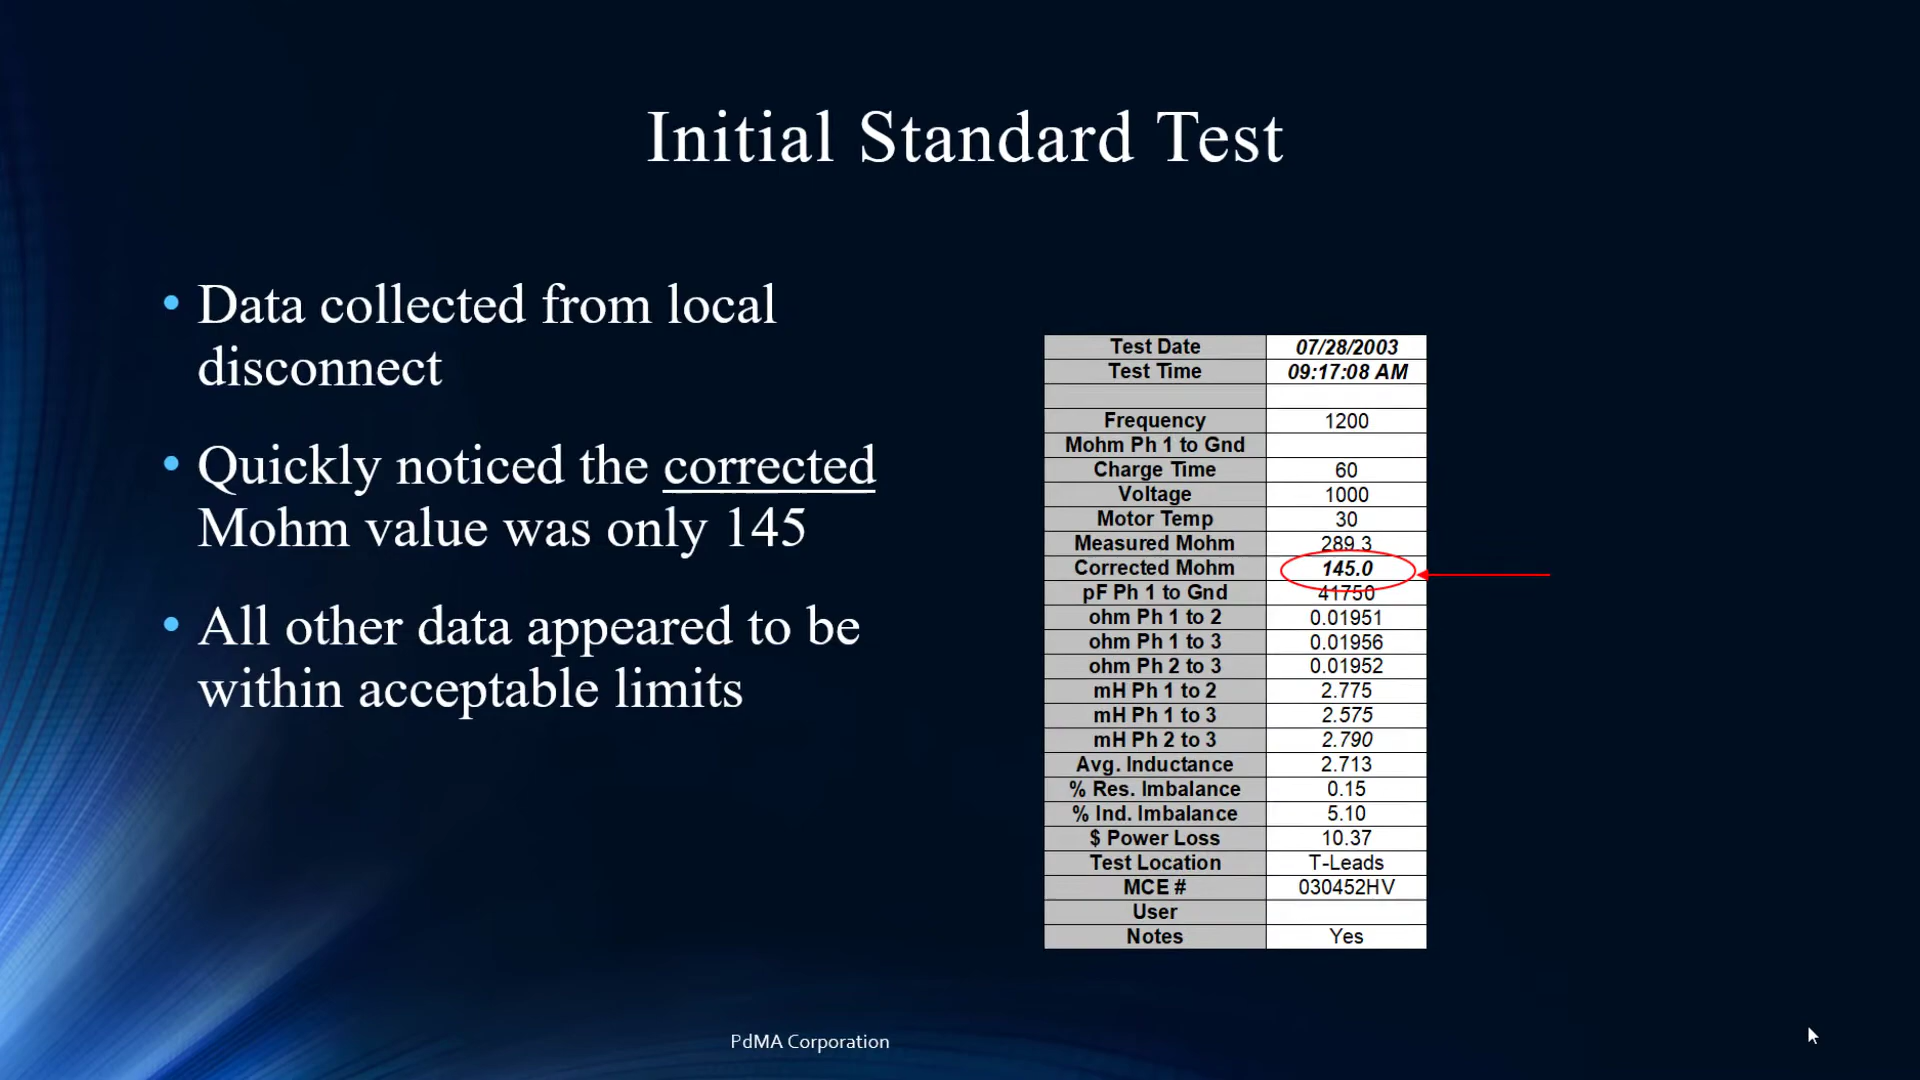 Initial Standard Test
• Data collected from local
disconnect
• Quickly noticed the corrected
Mohm value was only 145
• All other data appeared to be
within acceptable limits
Test Date 07/28/2003
Test Time 09:17:08 AM
Frequency 1200
Mohm Ph 1 to Gnd
Charge Time 60
Voltage 1000
Motor Temp 30
Measured Mohm 289.3
Corrected Mohm 145.0
pF Ph 1 to Gnd 41750
ohm Ph 1 to 2 0.01951
ohm Ph 1 to 3 0.01956
ohm Ph 2 to 3 0.01952
mH Ph 1 to 2 2.775
mH Ph 1 to 3 2.575
mH Ph 2 to 3 2.790
Avg. Inductance 2.713
% Res. Imbalance 0.15
% Ind. Imbalance 5.10
$ Power Loss 10.37
Test Location T-Leads
MCE # 030452HV
User
Notes Yes
PdMA Corporation